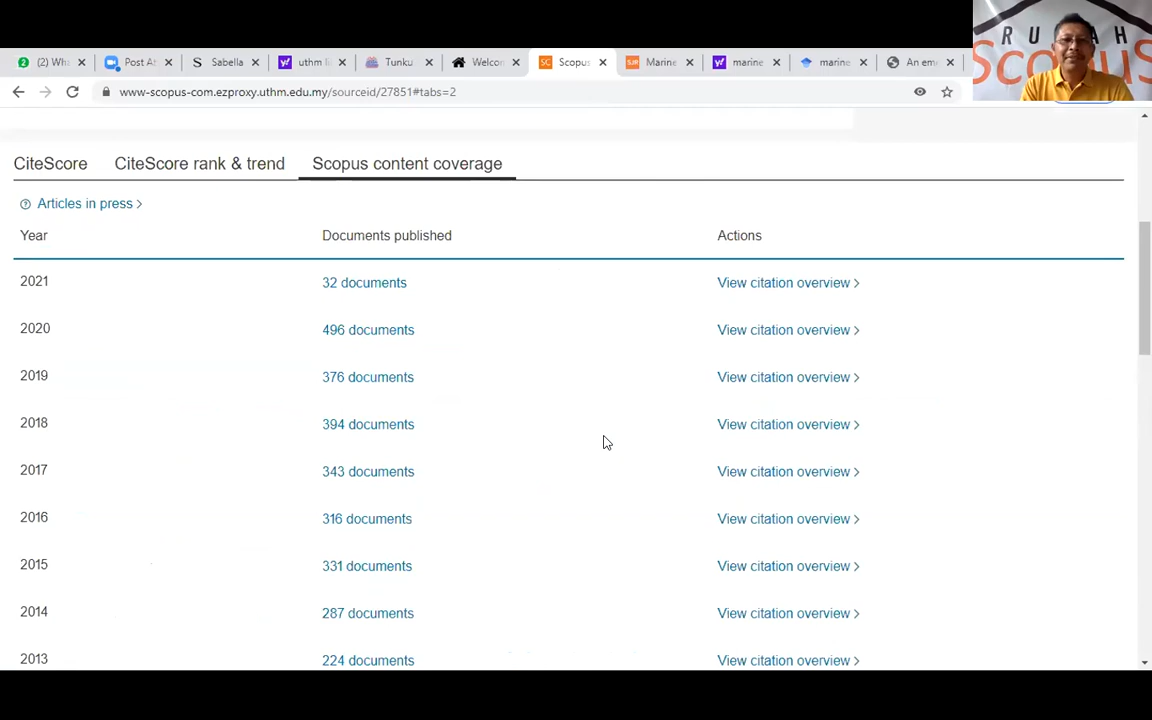 (2) Wha
Post At
Sabella
uthm li
Tunku
Welcon
Scopus
Marine
marine
marine
An eme
RUMAH
Scopus
www-scopus-com.ezproxy.uthm.edu.my/sourceid/27851#tabs=2
CiteScore CiteScore rank & trend Scopus content coverage
Articles in press
Year Documents published Actions
2021 32 documents View citation overview
2020 496 documents View citation overview
2019 376 documents View citation overview
2018 394 documents View citation overview
2017 343 documents View citation overview
2016 316 documents View citation overview
2015 331 documents View citation overview
2014 287 documents View citation overview
2013 224 documents View citation overview